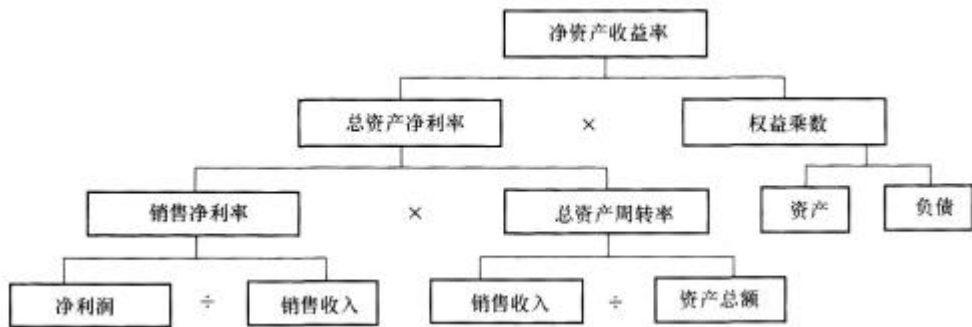 净资产收益率
总资产净利率 × 权益乘数
销售净利率 × 总资产周转率 资产 负债
净利润 ÷ 销售收入 销售收入 ÷ 资产总额